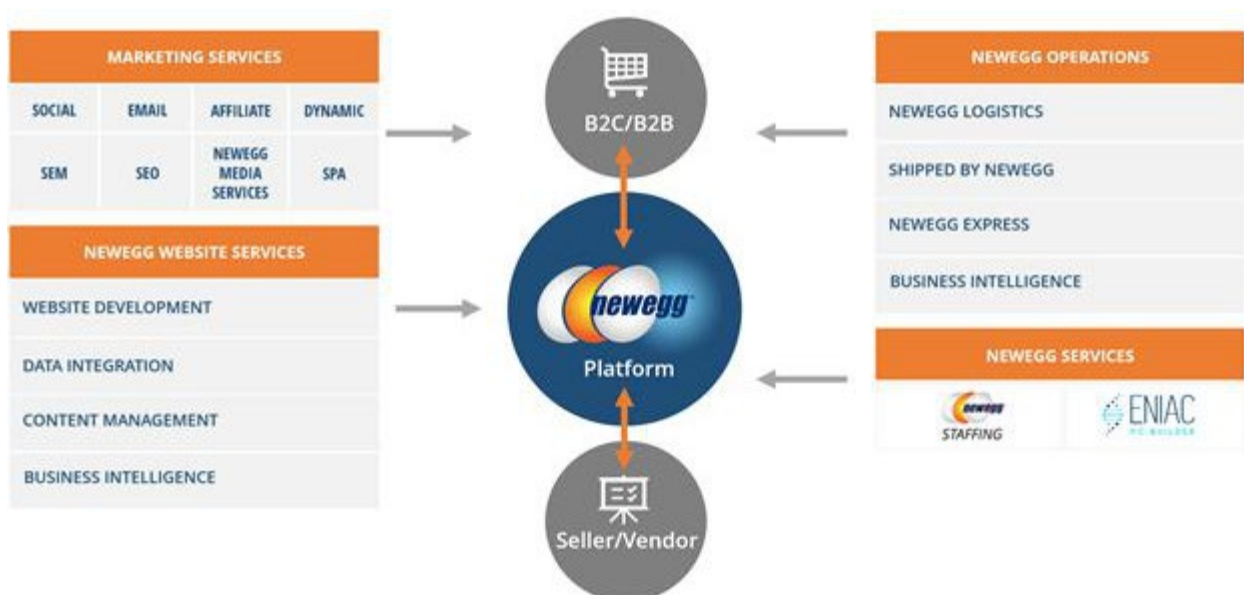 MARKETING SERVICES
SOCIAL
EMAIL
AFFILIATE
DYNAMIC
SEM
SEO
NEWEGG
MEDIA
SERVICES
SPA
NEWEGG WEBSITE SERVICES
WEBSITE DEVELOPMENT
DATA INTEGRATION
CONTENT MANAGEMENT
BUSINESS INTELLIGENCE
B2C/B2B
newegg
Platform
Seller/Vendor
NEWEGG OPERATIONS
NEWEGG LOGISTICS
SHIPPED BY NEWEGG
NEWEGG EXPRESS
BUSINESS INTELLIGENCE
NEWEGG SERVICES
newegg
STAFFING
ENIAC
PC BUILDER